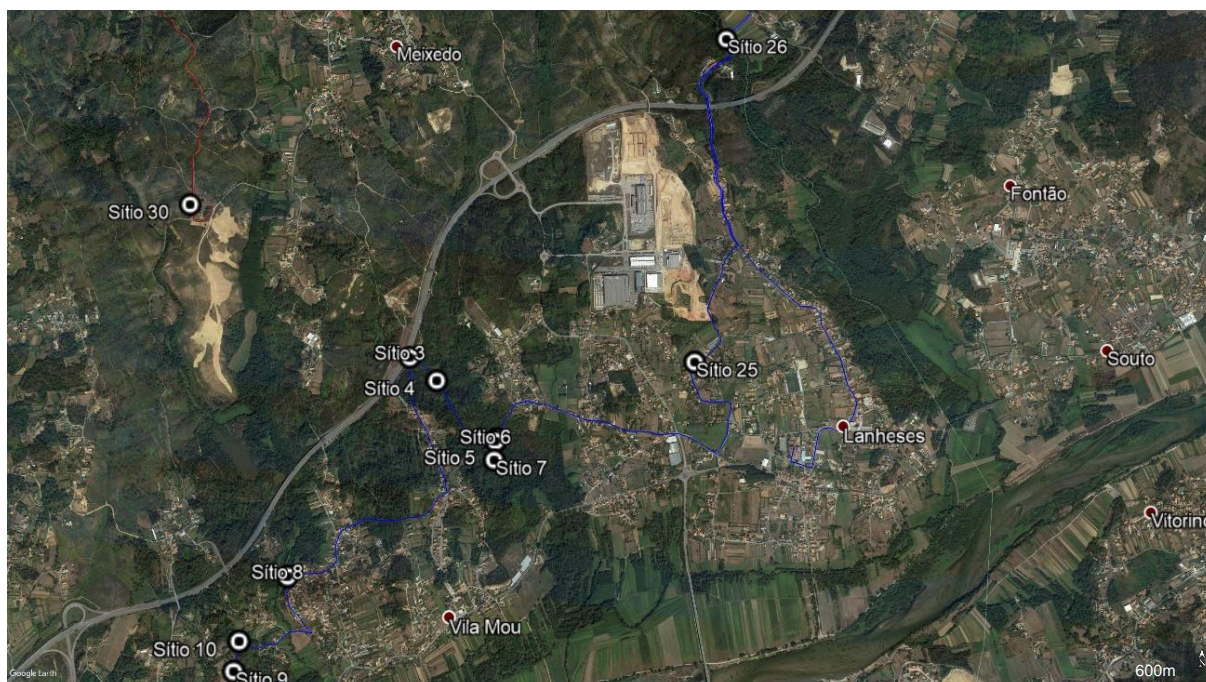 Sítio 26
Meixedo
Fontão
Sítio 30
Sítio 3
Souto
Sítio 25
Sítio 4
Lanheses
Sítio 6
Sítio 5
Sítio 7
Vitorino
Sítio 8
Vila Mou
Sítio 10
Sítio 9
Google Earth
600m
N